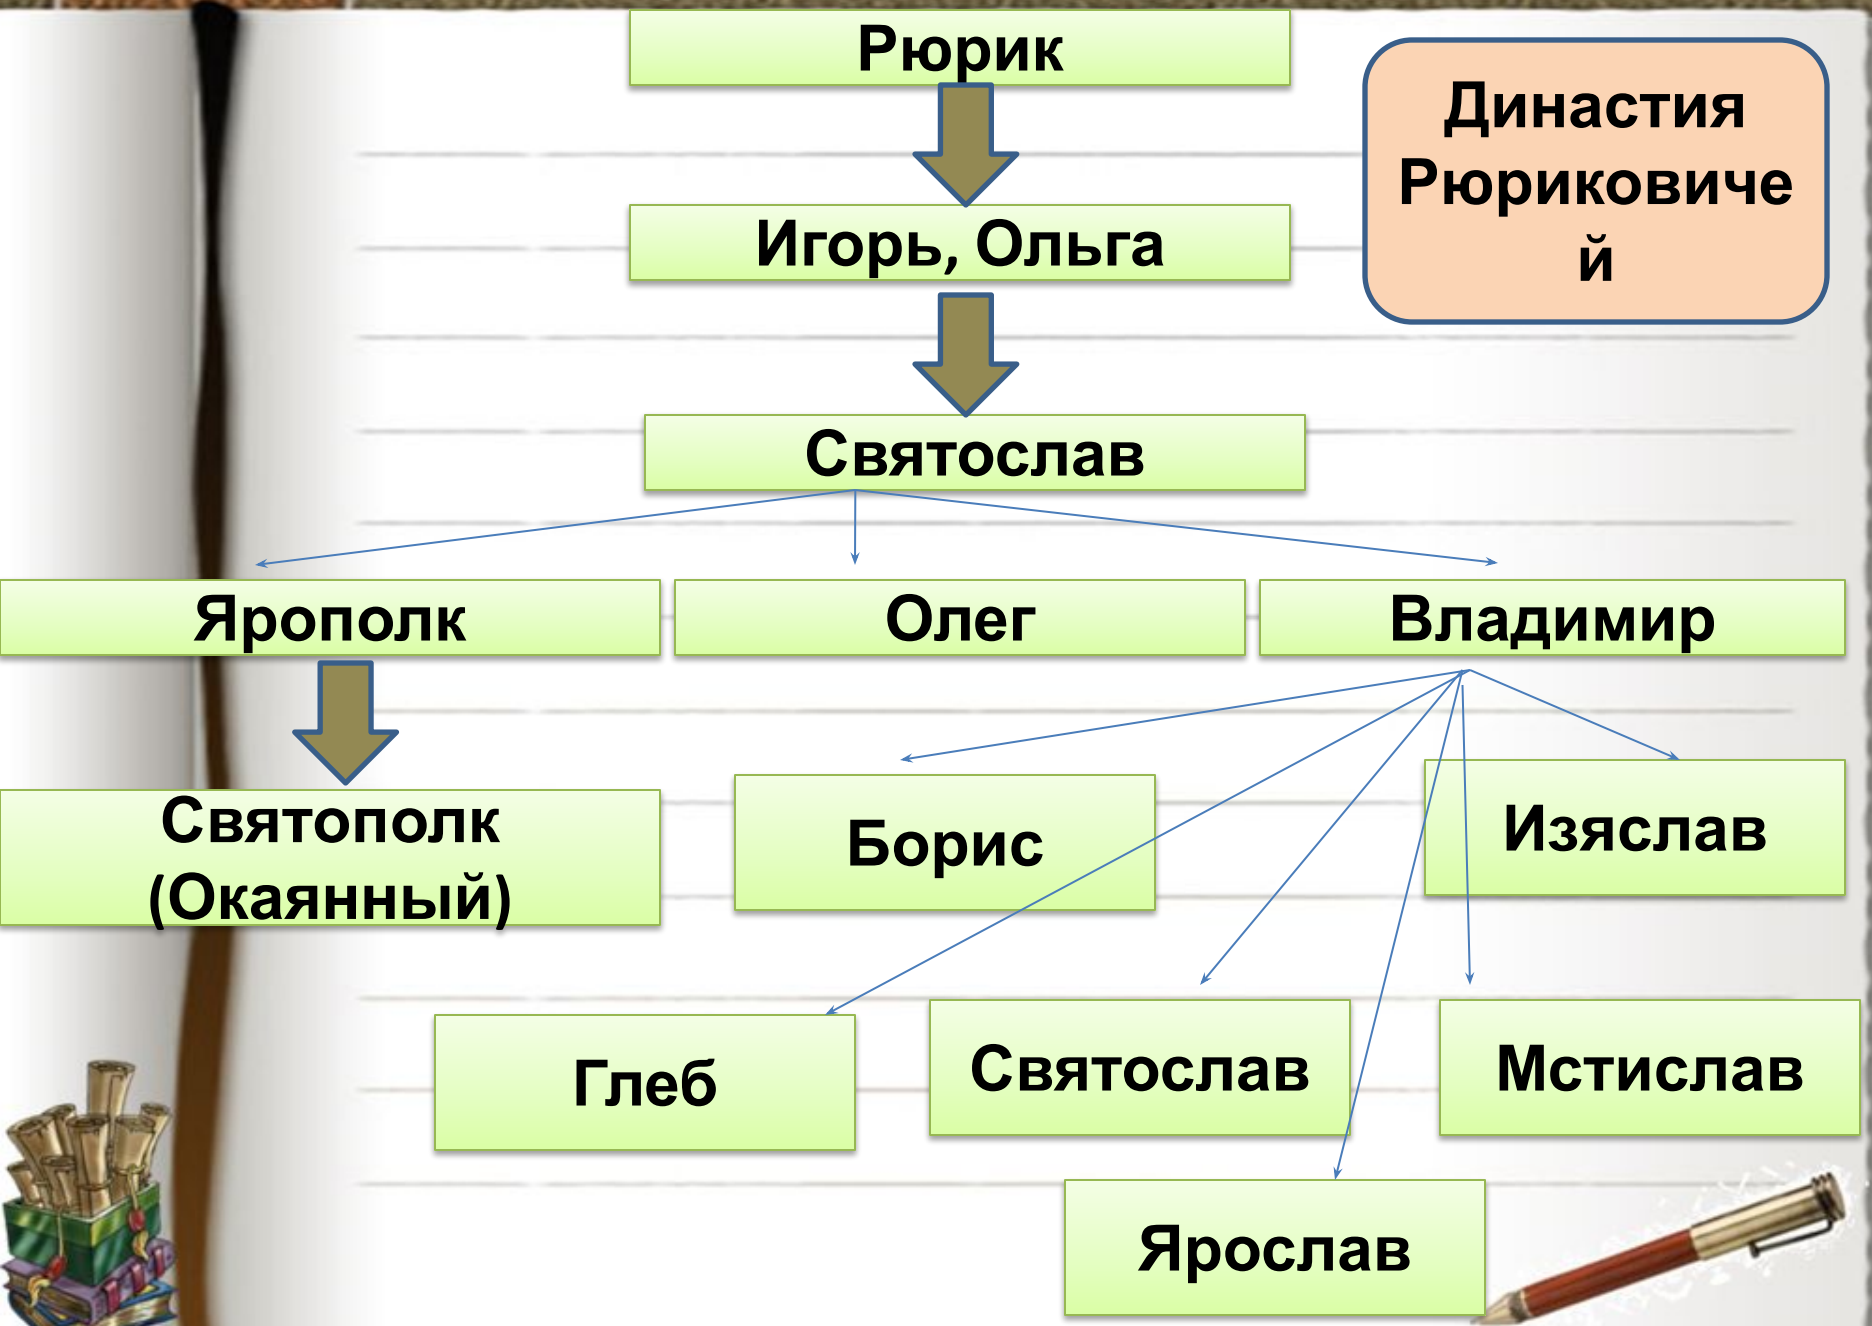 Рюрик
Династия
Рюриковиче
й
Игорь, Ольга
Святослав
Ярополк
Олег
Владимир
Святополк
(Окаянный)
Борис
Изяслав
Глеб
Святослав
Мстислав
Ярослав